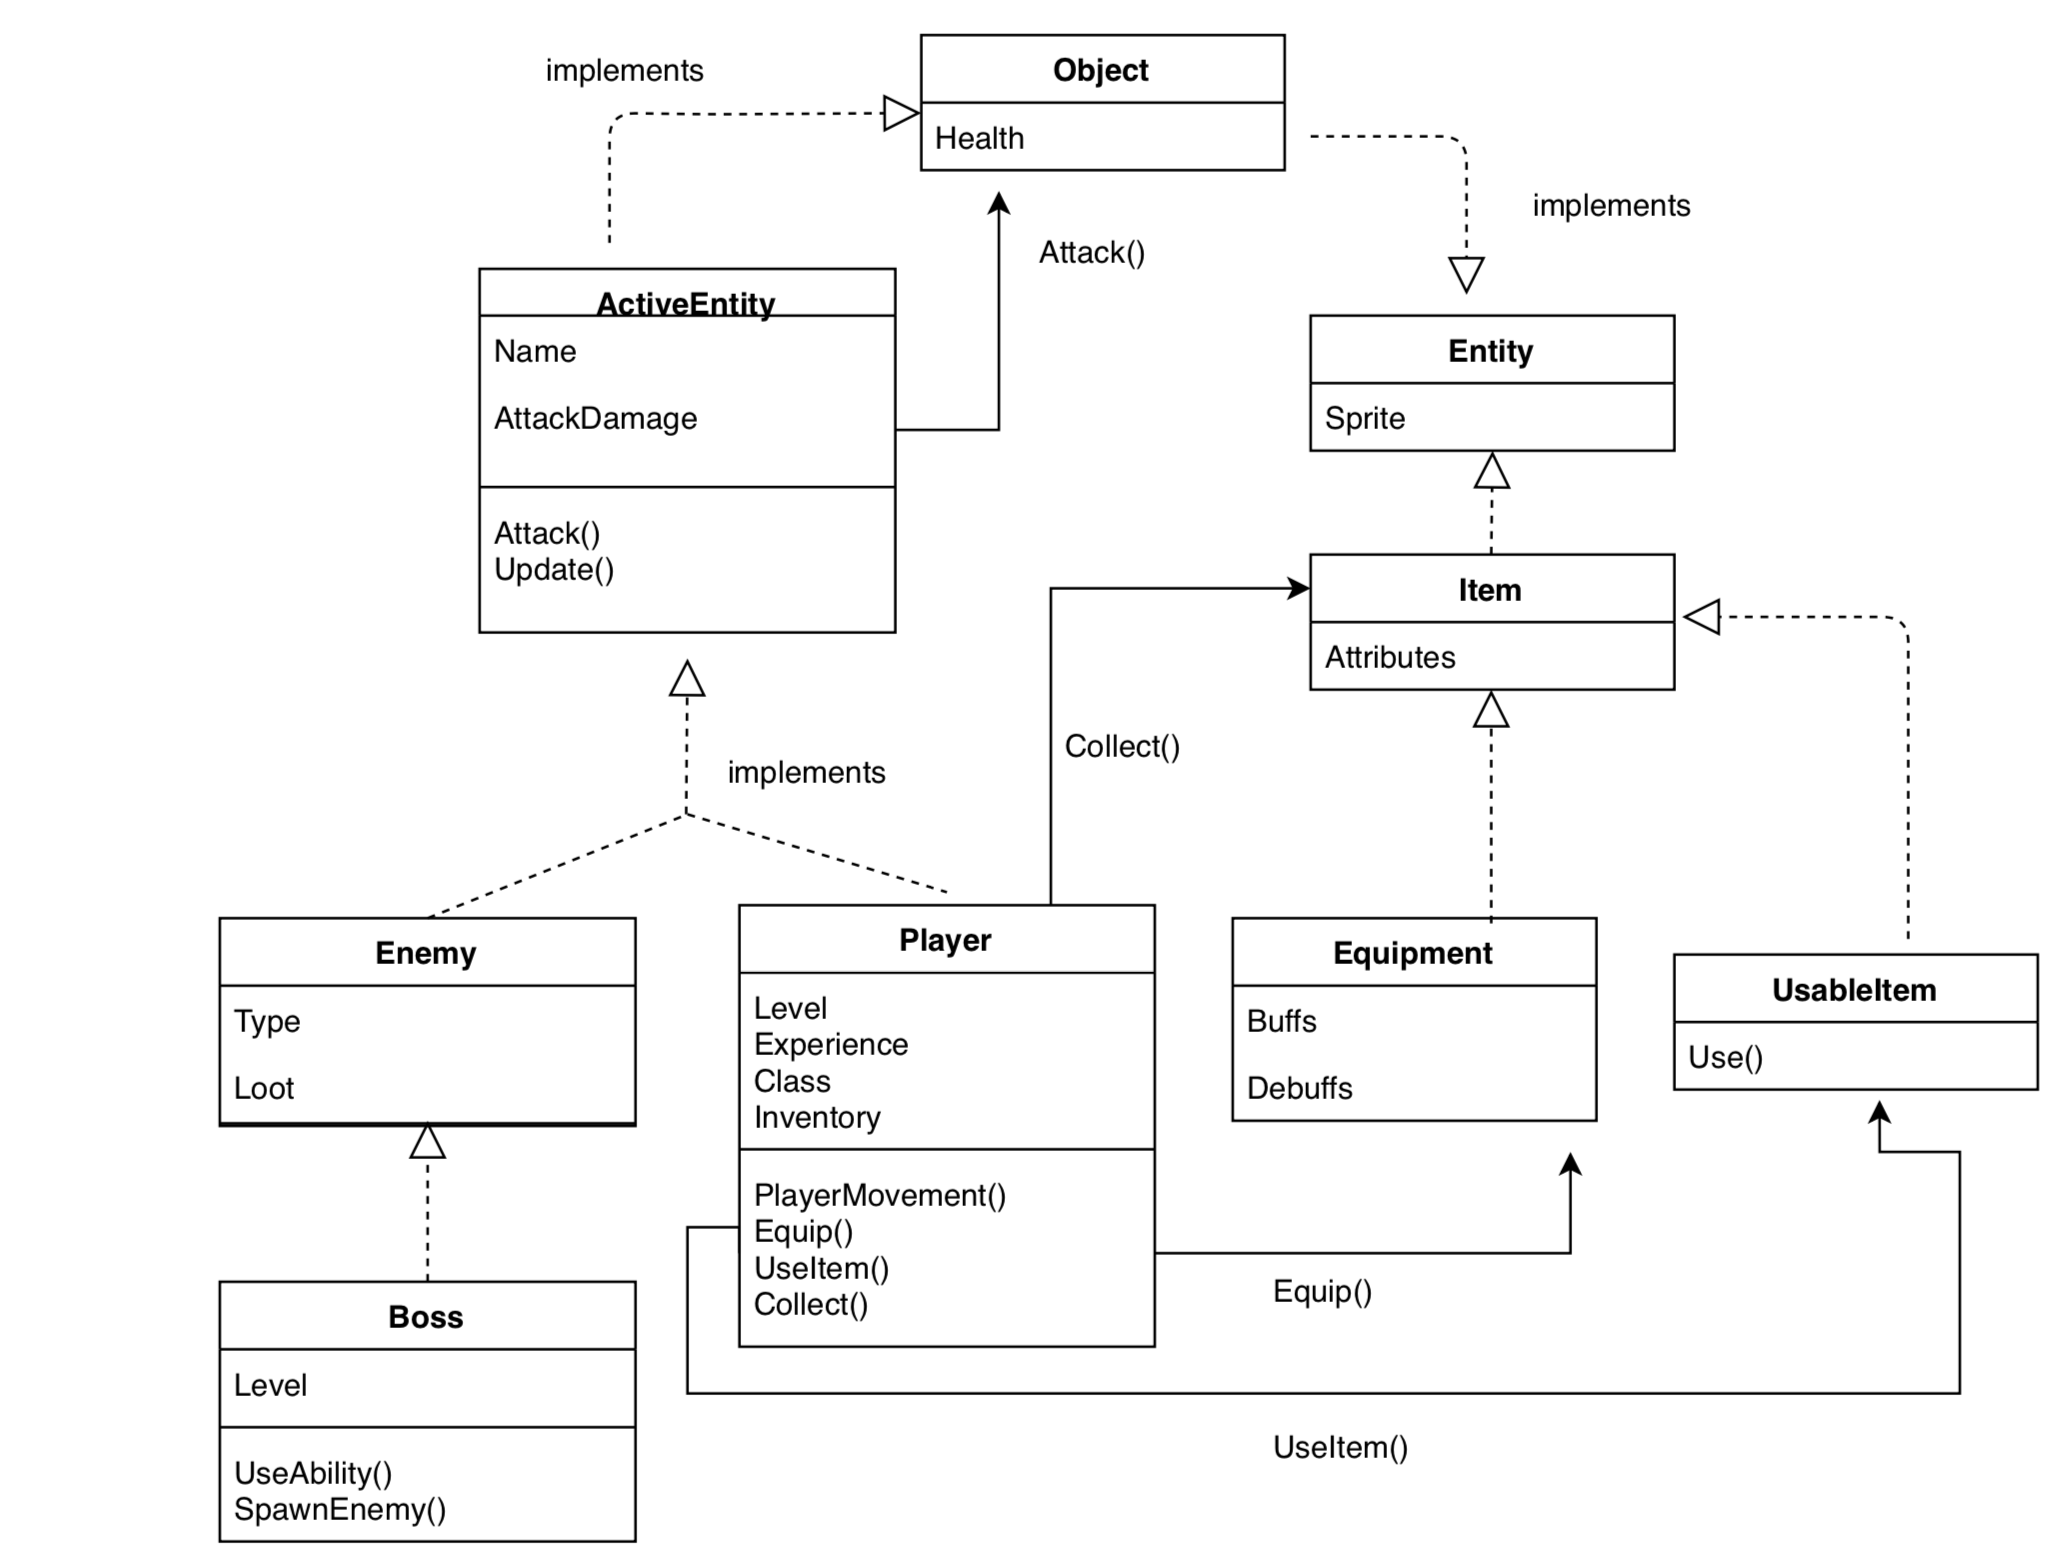 implements
Object
Health
implements
Attack()
ActiveEntity
Name
AttackDamage
Attack()
Update()
Entity
Sprite
Item
Attributes
Collect()
implements
Enemy
Type
Loot
Player
Level
Experience
Class
Inventory
PlayerMovement()
Equip()
UseItem()
Collect()
Equipment
Buffs
Debuffs
UsableItem
Use()
Equip()
Boss
Level
UseAbility()
SpawnEnemy()
UseItem()